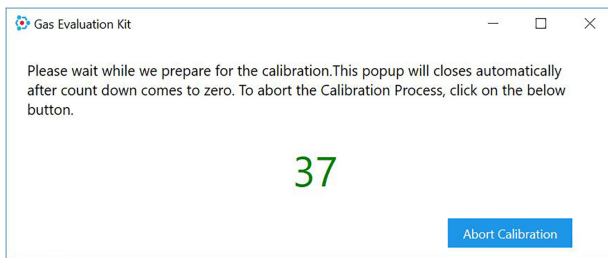 Gas Evaluation Kit
Please wait while we prepare for the calibration.This popup will closes automatically
after count down comes to zero. To abort the Calibration Process, click on the below
button.
37
Abort Calibration